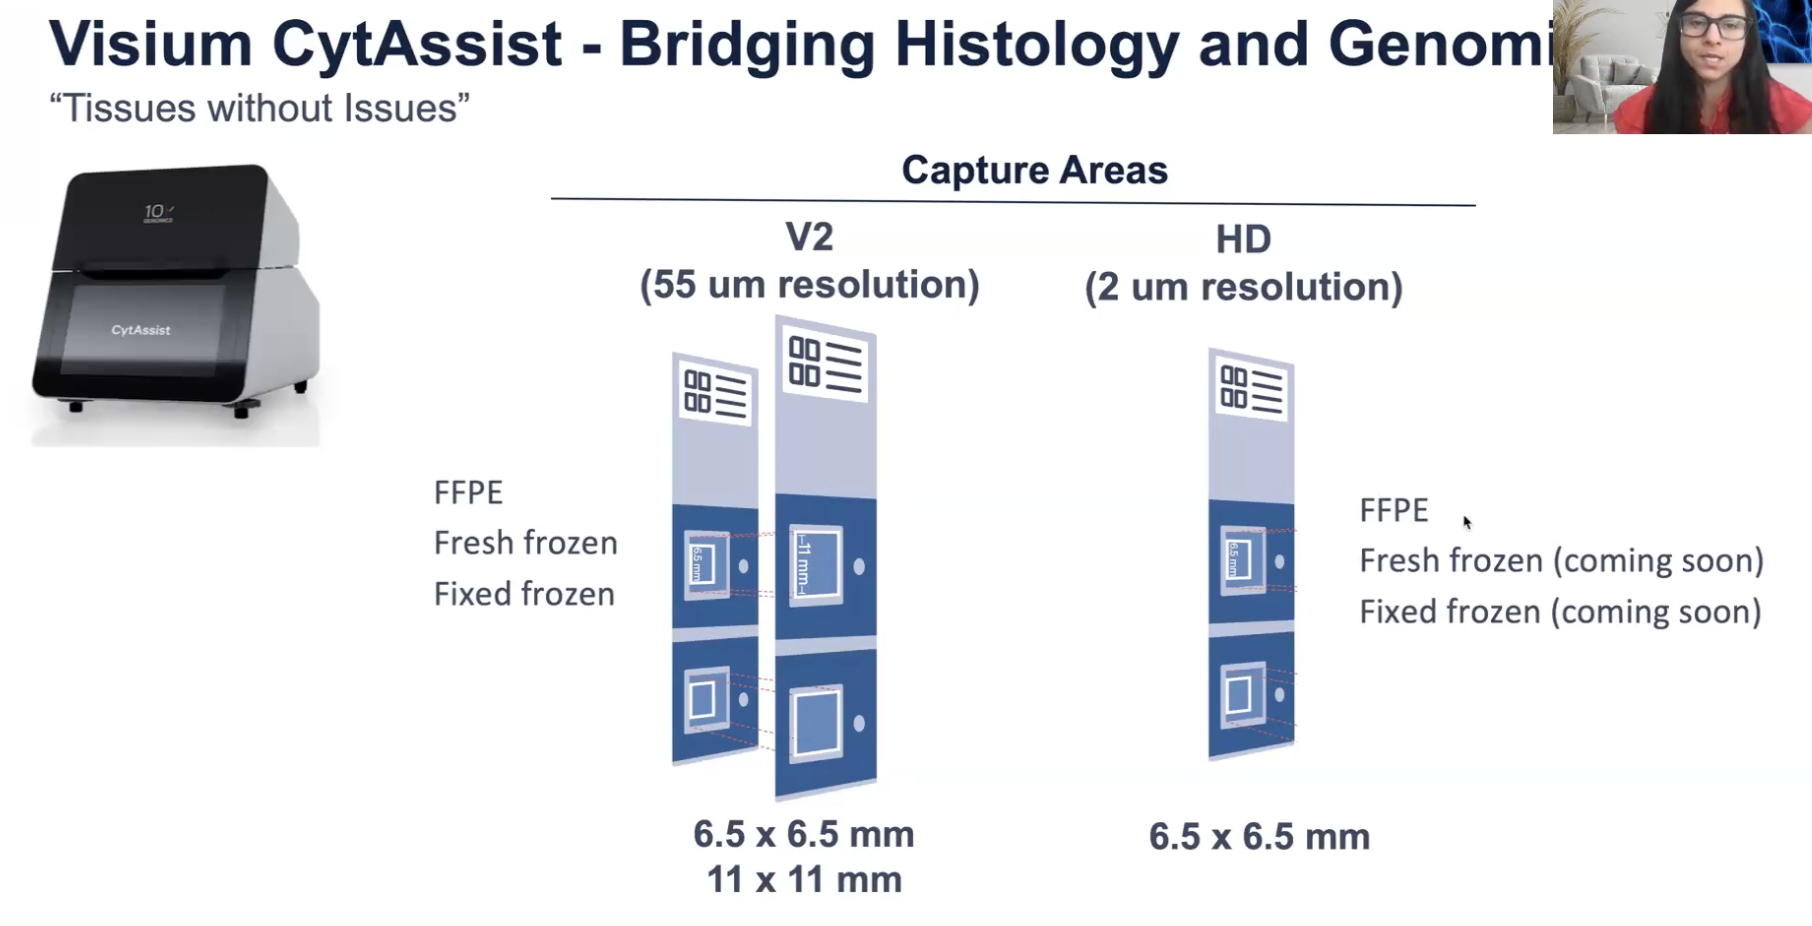 Visium CytAssist - Bridging Histology and Genomi
“Tissues without Issues”
10x
GENOMICS
CytAssist
Capture Areas
V2
(55 um resolution)
HD
(2 um resolution)
FFPE
Fresh frozen
Fixed frozen
6.5 mm
11 mm
6.5 mm
FFPE
Fresh frozen (coming soon)
Fixed frozen (coming soon)
6.5 x 6.5 mm
11 x 11 mm
6.5 x 6.5 mm